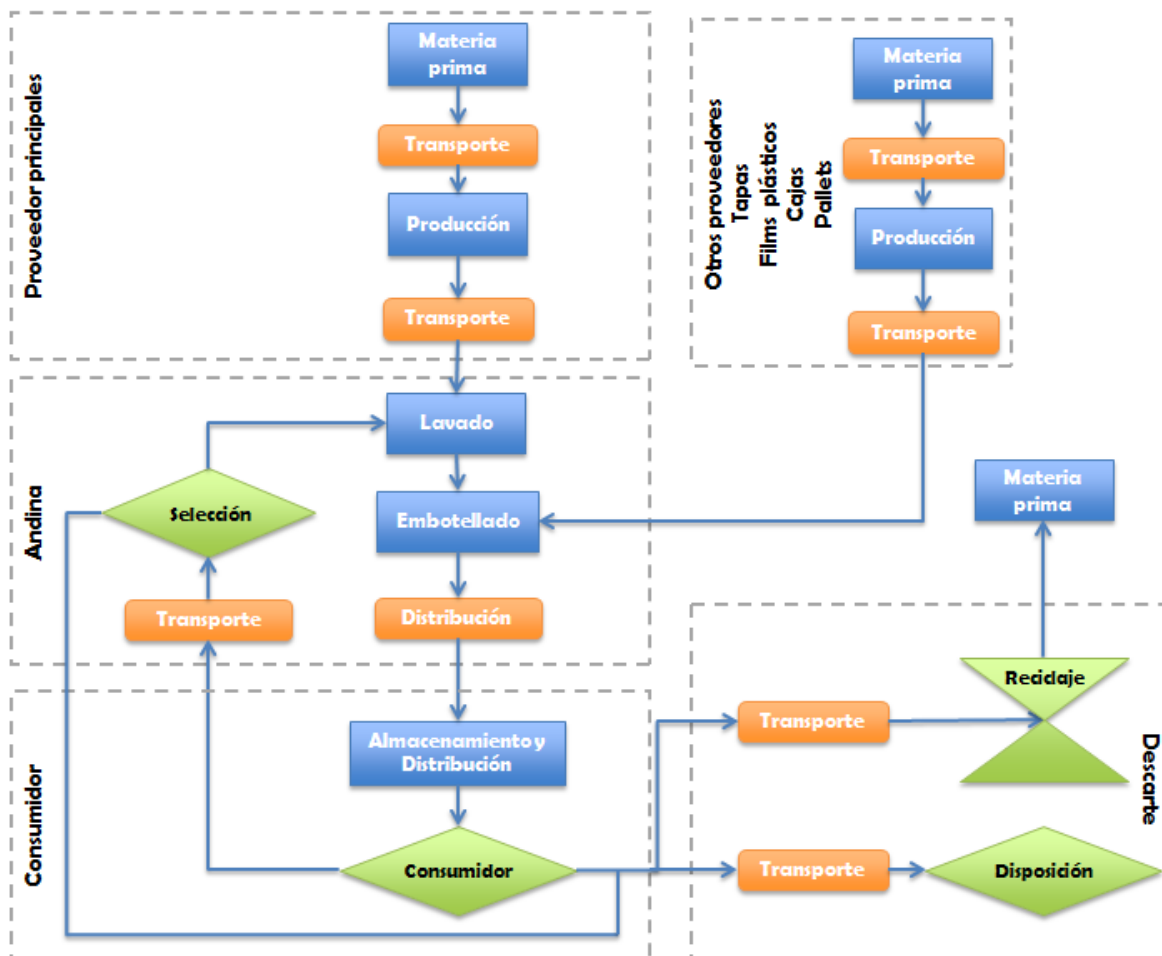 Proveedor principales
Materia
prima
Transporte
Producción
Transporte
Otros proveedores
Tapas
Films plásticos
Cajas
Pallets
Materia
prima
Transporte
Producción
Transporte
Andina
Lavado
Selección
Embotellado
Transporte
Distribución
Materia
prima
Consumidor
Almacenamiento y
Distribución
Consumidor
Descarte
Reciclaje
Transporte
Transporte
Disposición